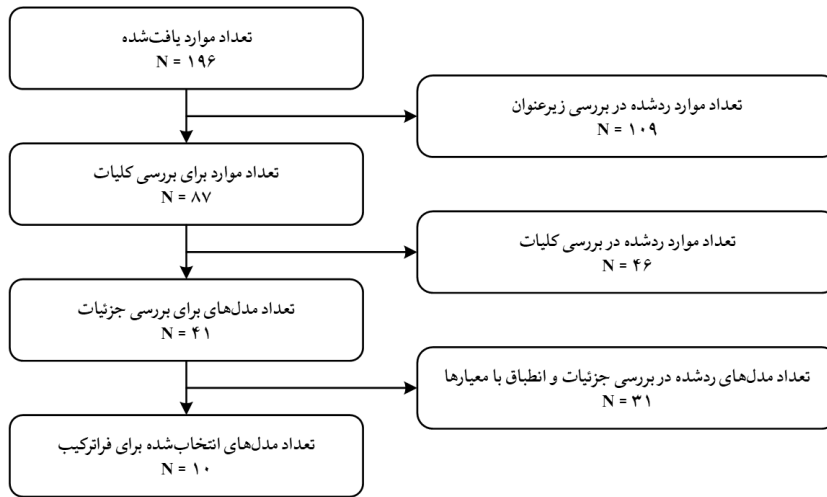 تعداد موارد یافت‌شده
N = ۱۹۶
تعداد موارد ردشده در بررسی زیرعنوان
N = ۱۰۹
تعداد موارد برای بررسی کلیات
N = ۸۷
تعداد موارد ردشده در بررسی کلیات
N = ۴۶
تعداد مدل‌های برای بررسی جزئیات
N = ۴۱
تعداد مدل‌های ردشده در بررسی جزئیات و انطباق با معیارها
N = ۳۱
تعداد مدل‌های انتخاب‌شده برای فراترکیب
N = ۱۰